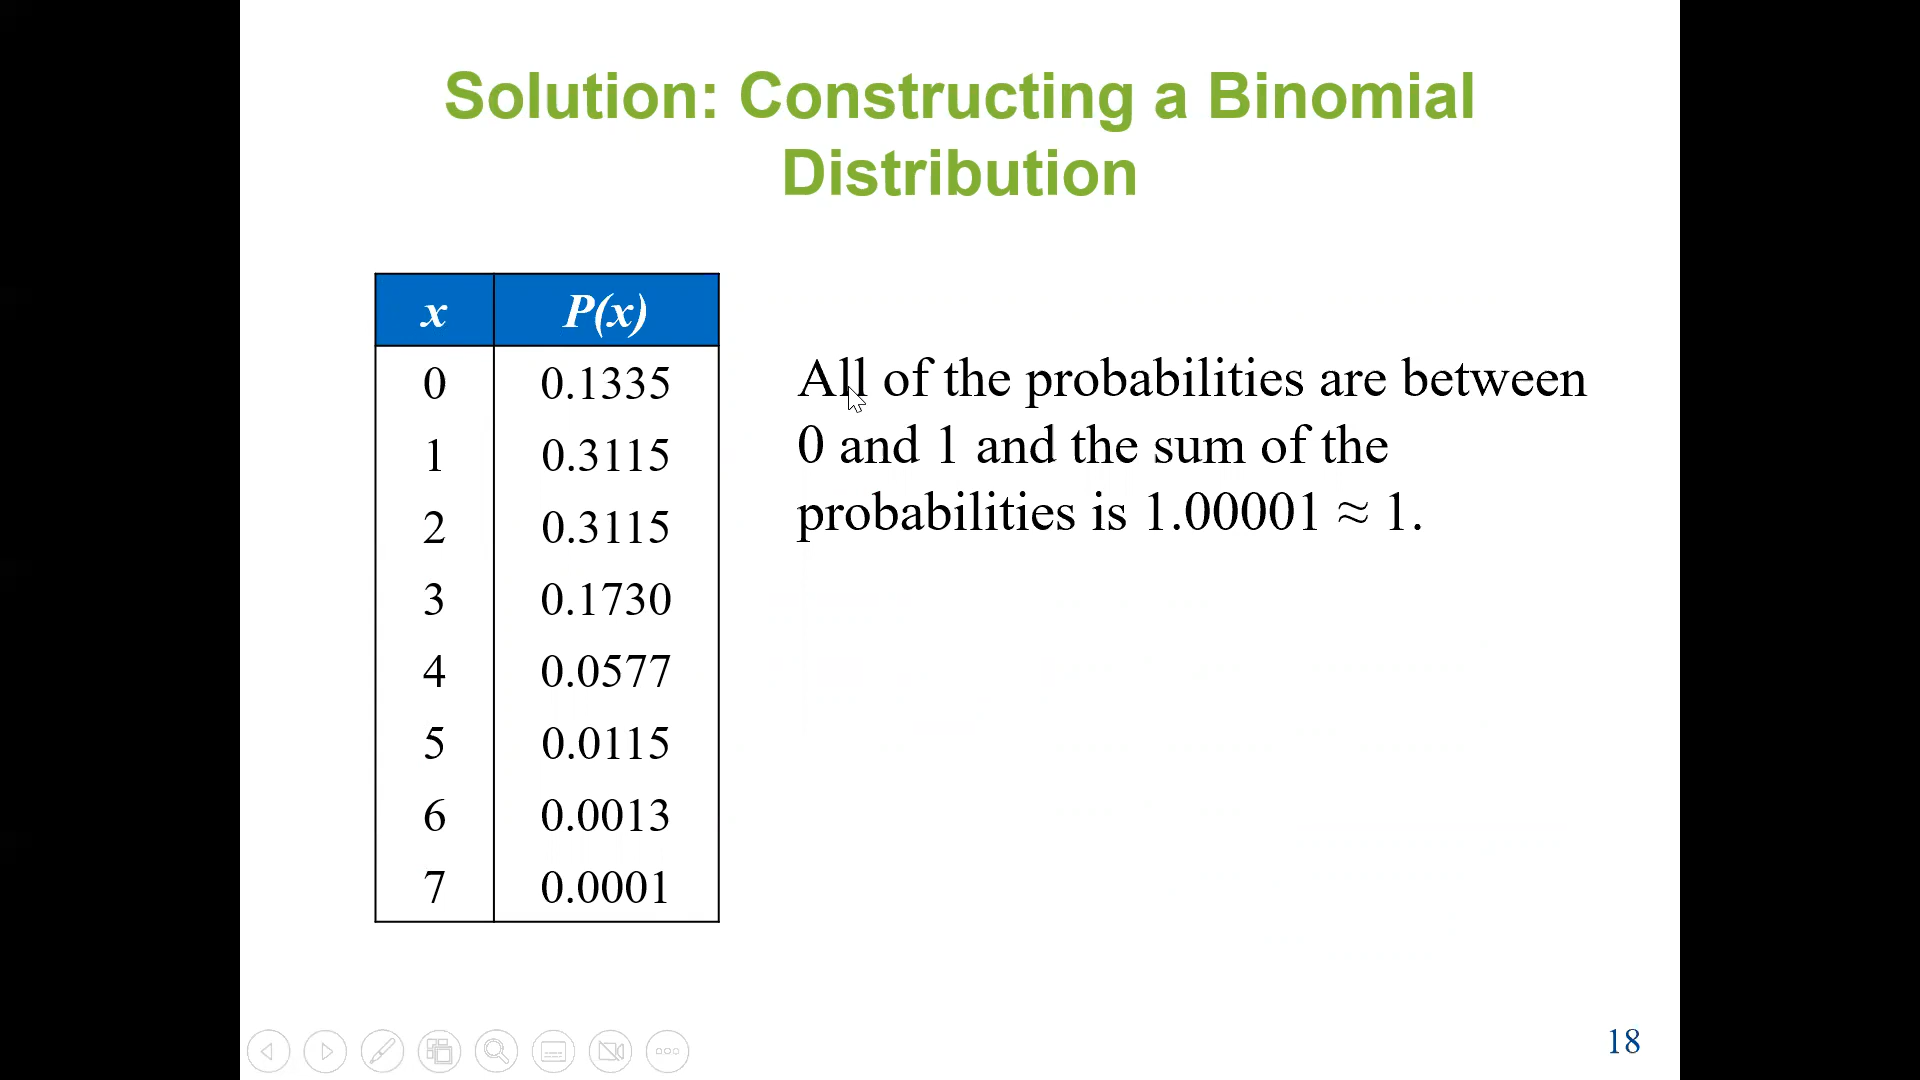 Solution: Constructing a Binomial
Distribution
x P(x)
0 0.1335
1 0.3115
2 0.3115
3 0.1730
4 0.0577
5 0.0115
6 0.0013
7 0.0001
All of the probabilities are between
0 and 1 and the sum of the
probabilities is 1.00001 ≈ 1.
18